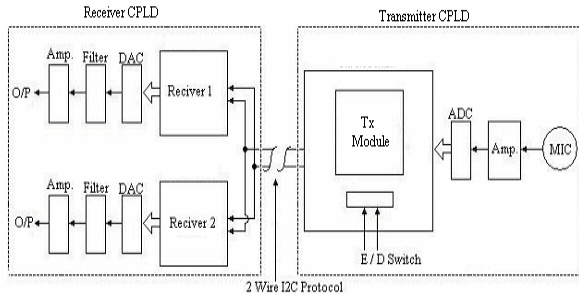 Receiver CPLD
Transmitter CPLD
Amp. Filter DAC
Reciver 1
O/P
Tx
Module
ADC
Amp.
MIC
Amp. Filter DAC
Reciver 2
O/P
E / D Switch
2 Wire I2C Protocol